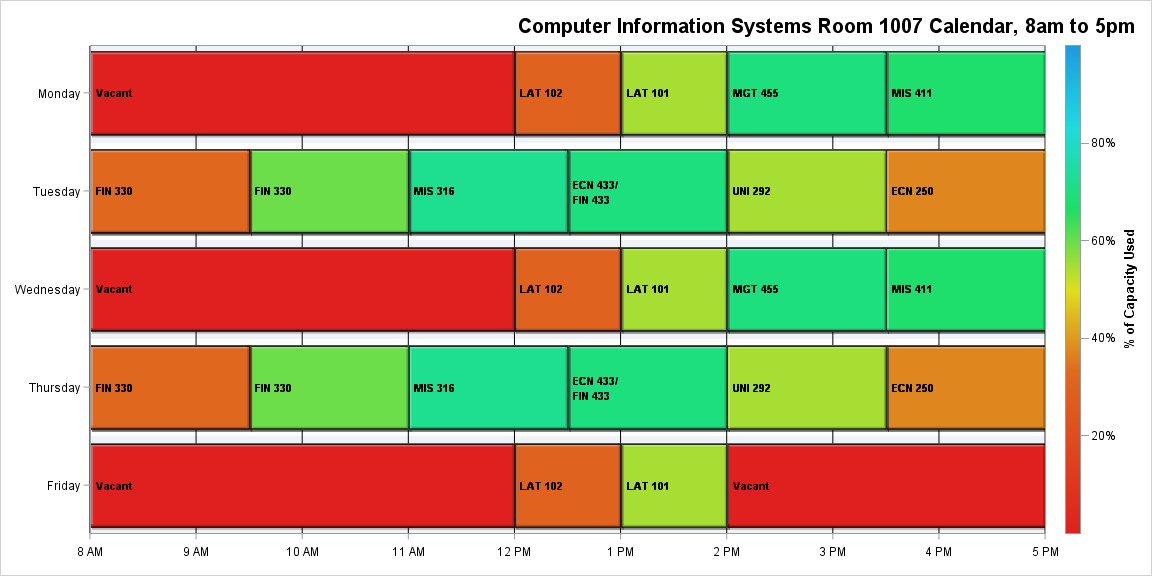 Computer Information Systems Room 1007 Calendar, 8am to 5pm
Monday
Vacant
LAT 102
LAT 101
MGT 455
MIS 411
Tuesday
FIN 330
FIN 330
MIS 316
ECN 433/
FIN 433
UNI 292
ECN 250
Wednesday
Vacant
LAT 102
LAT 101
MGT 455
MIS 411
Thursday
FIN 330
FIN 330
MIS 316
ECN 433/
FIN 433
UNI 292
ECN 250
Friday
Vacant
LAT 102
LAT 101
Vacant
8 AM
9 AM
10 AM
11 AM
12 PM
1 PM
2 PM
3 PM
4 PM
5 PM
80%
60%
40%
20%
% of Capacity Used